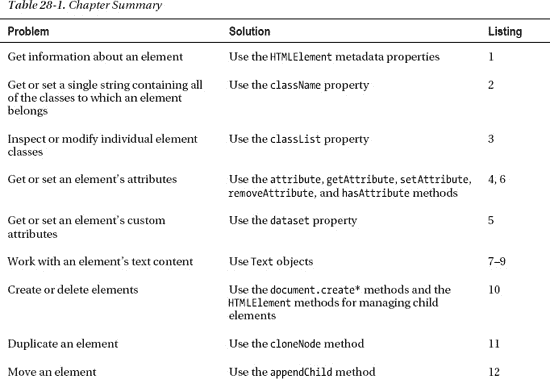 Table 28-1. Chapter Summary
Problem Solution Listing
Get information about an element Use the HTMLElement metadata properties 1
Get or set a single string containing all Use the className property 2
of the classes to which an element
belongs
Inspect or modify individual element Use the classList property 3
classes
Get or set an element's attributes Use the attribute, getAttribute, setAttribute, 4, 6
removeAttribute, and hasAttribute methods
Get or set an element's custom Use the dataset property 5
attributes
Work with an element's text content Use Text objects 7–9
Create or delete elements Use the document.create* methods and the 10
HTMLElement methods for managing child
elements
Duplicate an element Use the cloneNode method 11
Move an element Use the appendChild method 12